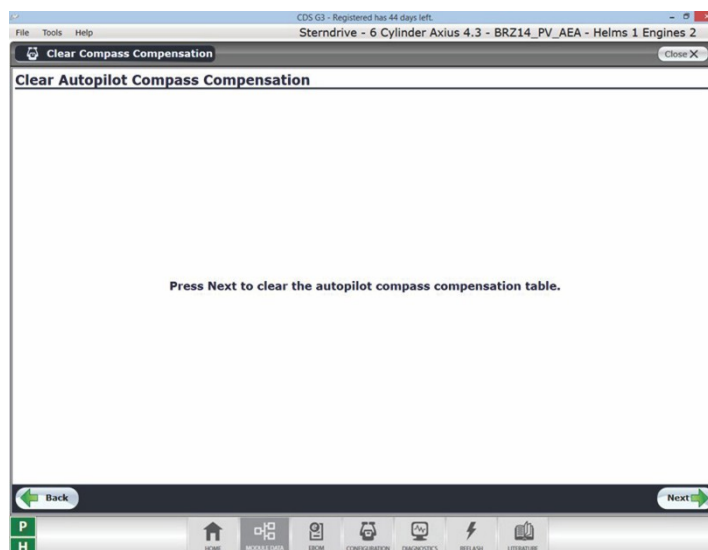 CDS G3 - Registered has 44 days left.
File Tools Help Sterndrive - 6 Cylinder Axius 4.3 - BRZ14_PV_AEA - Helms 1 Engines 2
Clear Compass Compensation Close X
Clear Autopilot Compass Compensation
Press Next to clear the autopilot compass compensation table.
Back Next
P
H
HOME MODULE DATA EBOM CONFIGURATION DIAGNOSTICS REFLASH LITERATURE